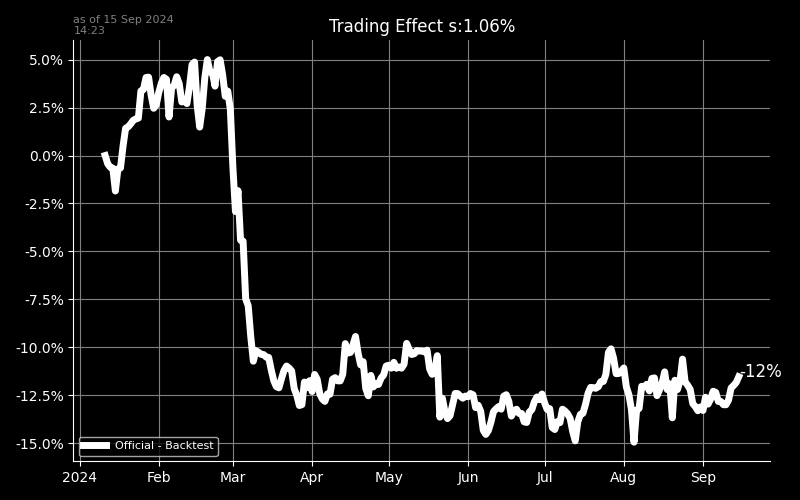 as of 15 Sep 2024
14:23
Trading Effect s:1.06%
5.0%
2.5%
0.0%
-2.5%
-5.0%
-7.5%
-10.0%
-12.5%
-15.0%
-12%
Official - Backtest
2024 Feb Mar Apr May Jun Jul Aug Sep